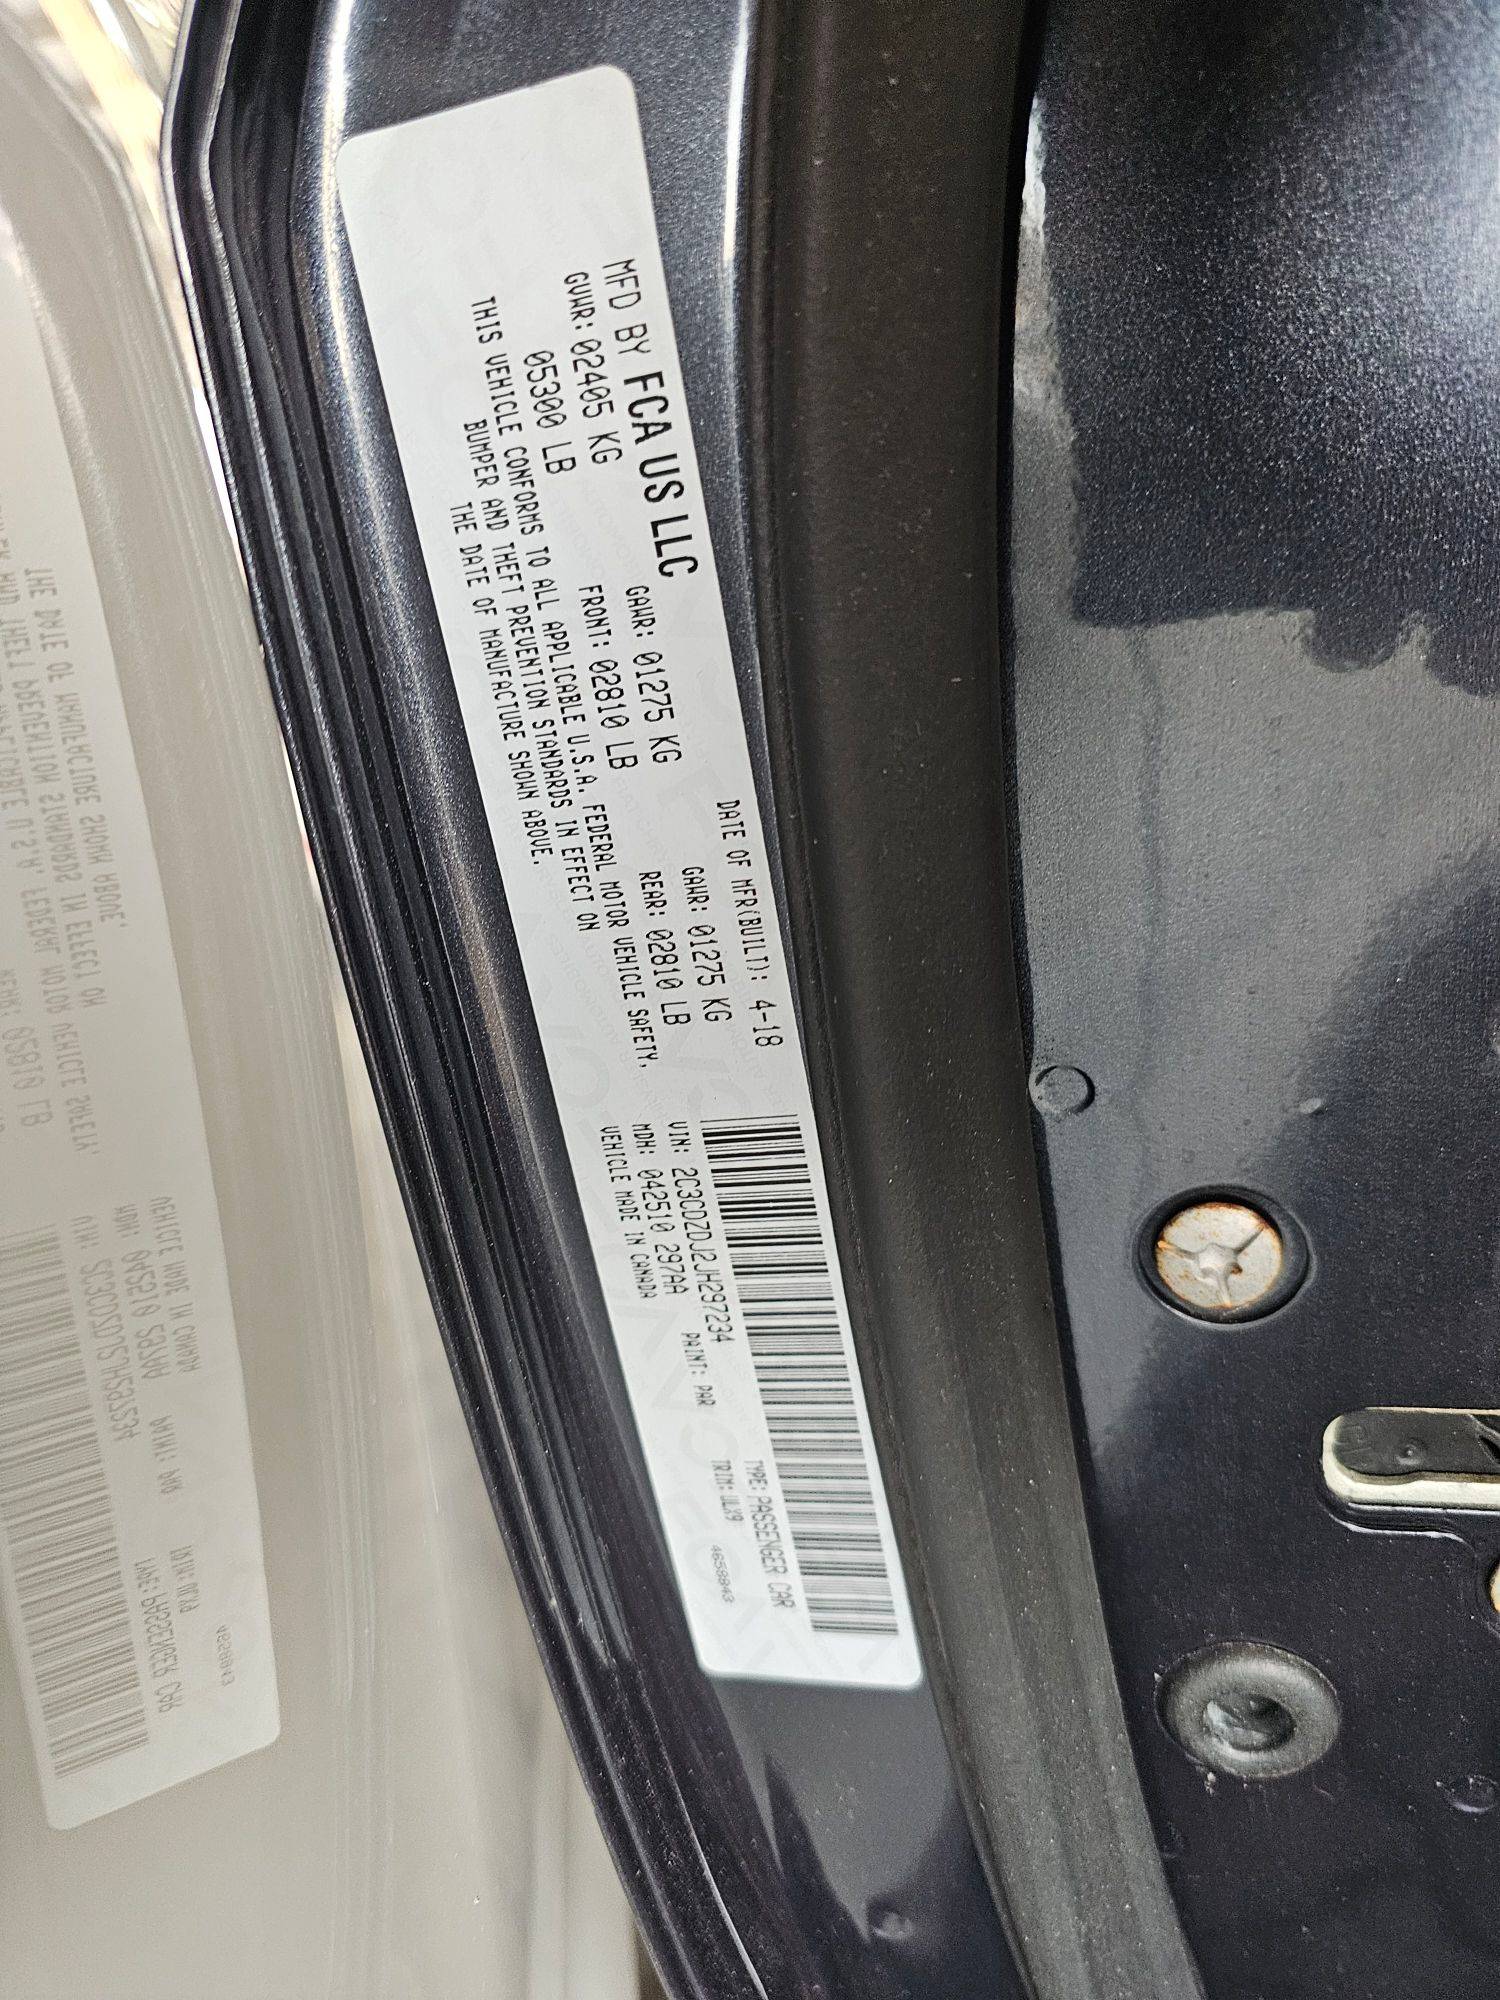 MFD BY FCA US LLC
DATE OF MFR(BUILT): 4-18
GVWR: 02405 KG
05300 LB
GAWR: 01275 KG
FRONT: 02810 LB
GAWR: 01275 KG
REAR: 02810 LB
THIS VEHICLE CONFORMS TO ALL APPLICABLE U.S.A. FEDERAL MOTOR VEHICLE SAFETY,
BUMPER AND THEFT PREVENTION STANDARDS IN EFFECT ON
THE DATE OF MANUFACTURE SHOWN ABOVE.
VIN: 2C3CDZDJ2JH297234
TYPE: PASSENGER CAR
MDH: 042510 297AA
PAINT: PAR
TRIM: ULX9
4658843
VEHICLE MADE IN CANADA